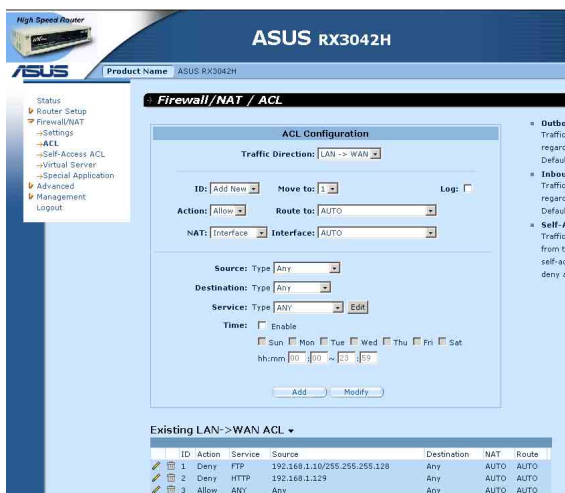 High Speed Router
ASUS RX3042H
ASUS
Product Name ASUS RX3042H
Status
Router Setup
Firewall/NAT
→Settings
→ACL
→Self-Access ACL
→Virtual Server
→Special Application
Advanced
Management
Logout
Firewall/NAT / ACL
ACL Configuration
Traffic Direction: LAN -> WAN
ID: Add New Move to: 1 Log:
Action: Allow Route to: AUTO
NAT: Interface Interface: AUTO
Source: Type Any
Destination: Type Any
Service: Type ANY Edit
Time: Enable
Sun Mon Tue Wed Thu Fri Sat
hh:mm 00 :00 ~ 23 :59
Add Modify
Existing LAN->WAN ACL
ID Action Service Source Destination NAT Route
1 Deny FTP 192.168.1.10/255.255.255.128 Any AUTO AUTO
2 Deny HTTP 192.168.1.129 Any AUTO AUTO
3 Allow ANY Any Any AUTO AUTO
Outbo
Traffic
regard
Defaul
Inbou
Traffic
regard
Defaul
Self-A
Traffic
from t
self-ac
deny a